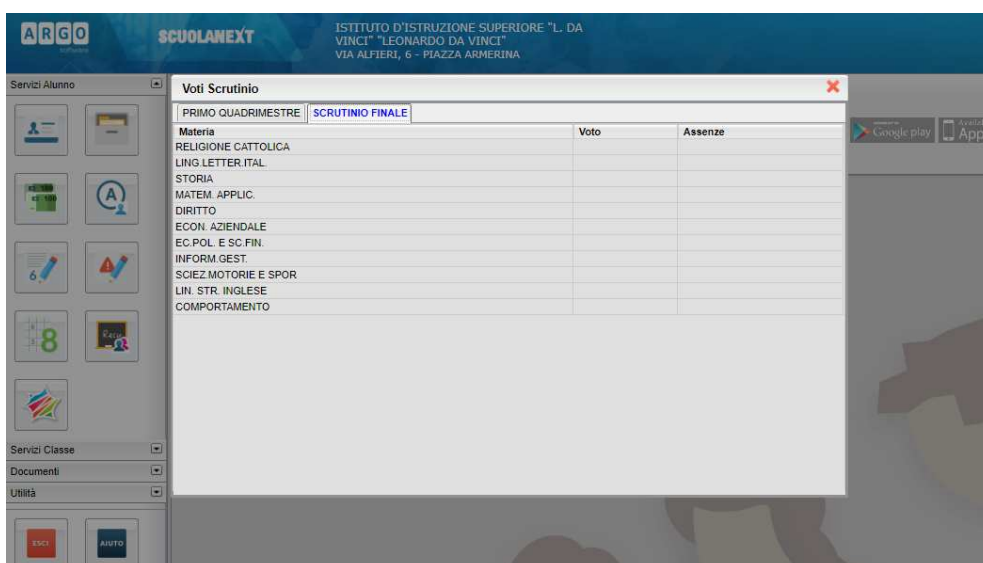 ARGO
software
SCUOLANEXT
ISTITUTO D'ISTRUZIONE SUPERIORE "L. DA
VINCI" "LEONARDO DA VINCI"
VIA ALFIERI, 6 - PIAZZA ARMERINA
Servizi Alunno
Voti Scrutinio
PRIMO QUADRIMESTRE SCRUTINIO FINALE
Materia Voto Assenze
RELIGIONE CATTOLICA
LING.LETTER.ITAL.
STORIA
MATEM. APPLIC.
DIRITTO
ECON. AZIENDALE
EC.POL. E SC.FIN.
INFORM.GEST.
SCIEZ.MOTORIE E SPOR
LIN. STR. INGLESE
COMPORTAMENTO
Google play
App
A
6
8
Servizi Classe
Documenti
Utilità
ESCI
AIUTO